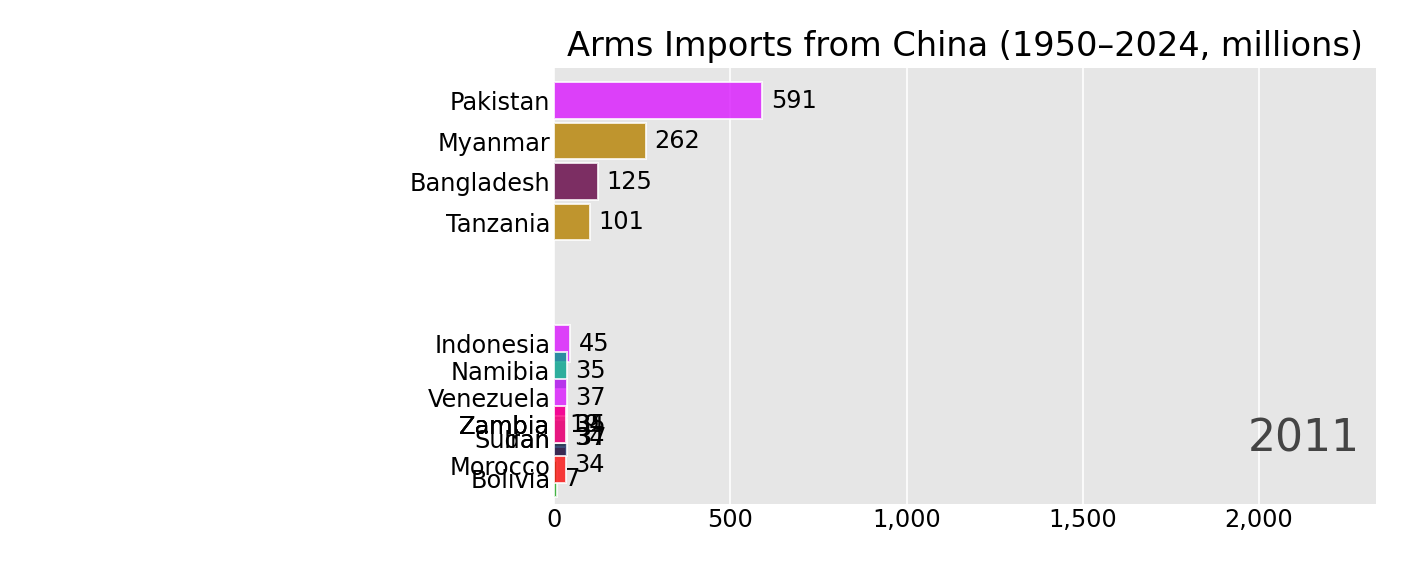 Arms Imports from China (1950–2024, millions)
Pakistan 591
Myanmar 262
Bangladesh 125
Tanzania 101
Indonesia 45
Namibia 35
Venezuela 37
Zambia
2011
Sudan
Morocco 34
Bolivia 7
0 500 1,000 1,500 2,000